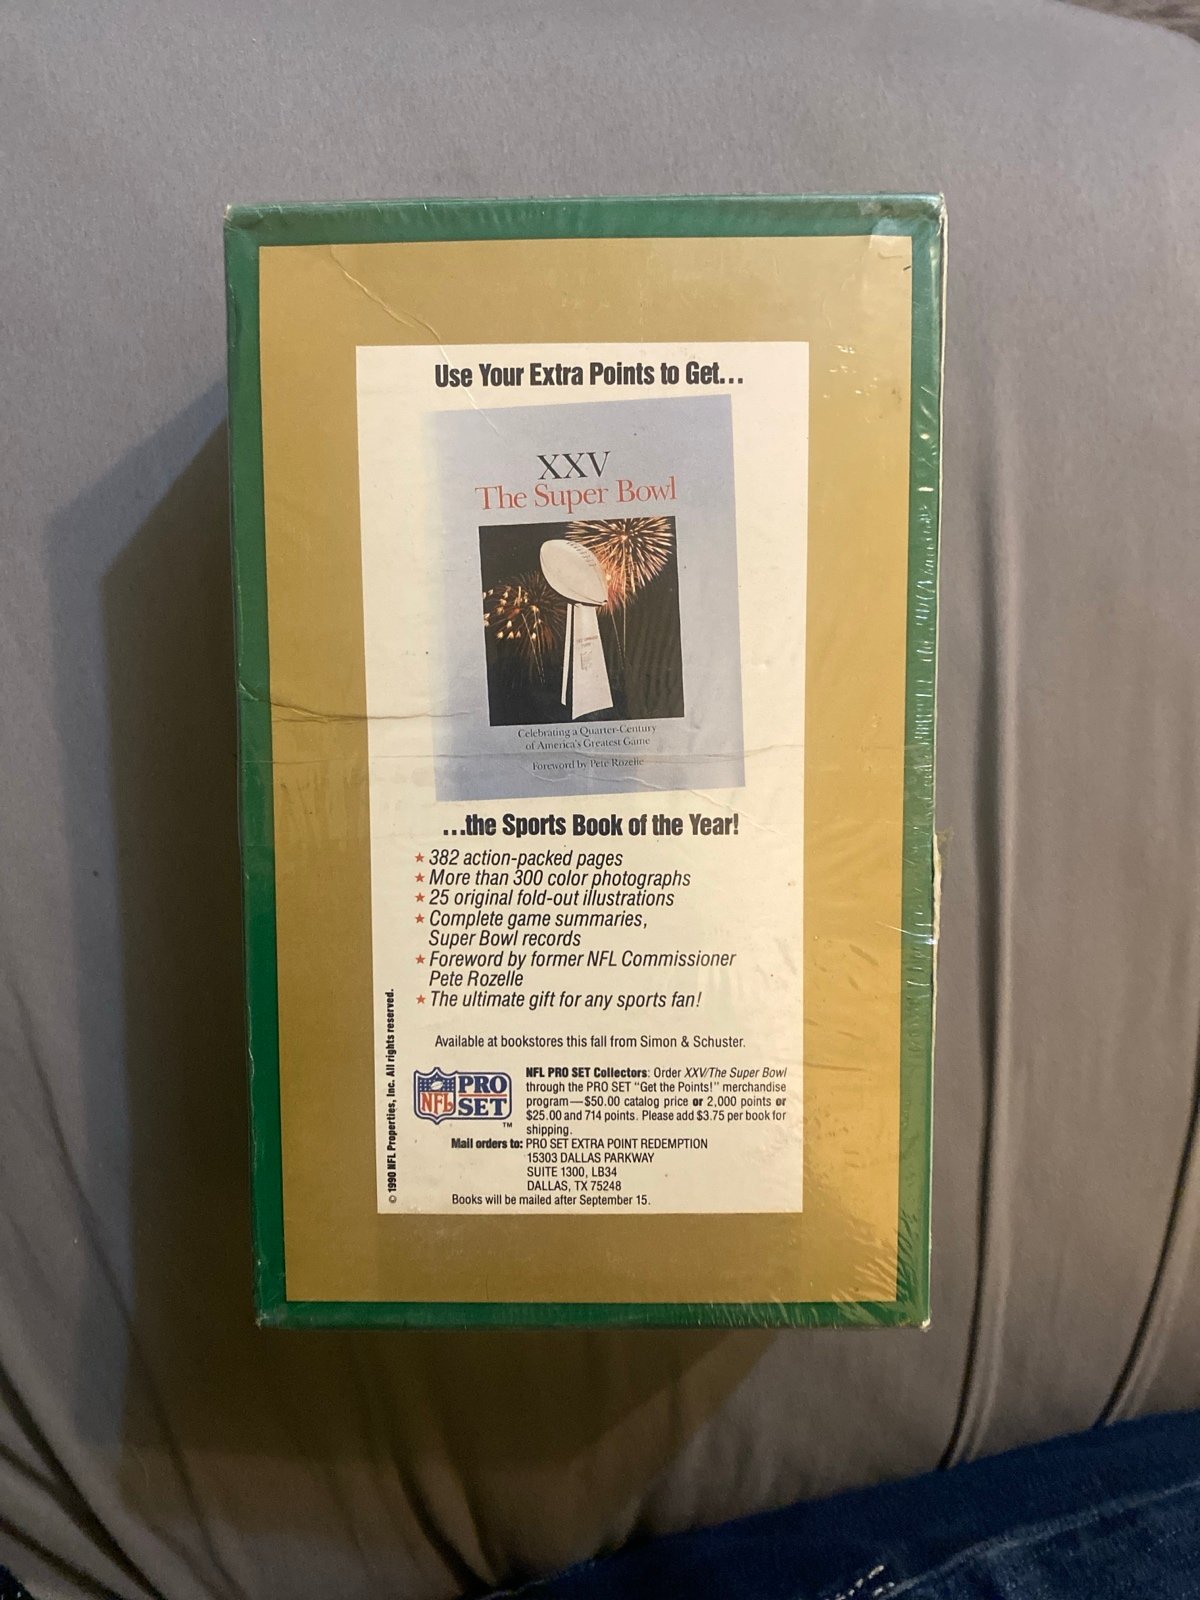 Use Your Extra Points to Get...
XXV
The Super Bowl
Celebrating a Quarter-Century
of America's Greatest Game
Foreword by Pete Rozelle
...the Sports Book of the Year!
★ 382 action-packed pages
★ More than 300 color photographs
★ 25 original fold-out illustrations
★ Complete game summaries,
Super Bowl records
★ Foreword by former NFL Commissioner
Pete Rozelle
★ The ultimate gift for any sports fan!
Available at bookstores this fall from Simon & Schuster.
NFL PRO SET ™
NFL PRO SET Collectors: Order XXV/The Super Bowl
through the PRO SET "Get the Points!" merchandise
program—$50.00 catalog price or 2,000 points or
$25.00 and 714 points. Please add $3.75 per book for
shipping.
Mail orders to: PRO SET EXTRA POINT REDEMPTION
15303 DALLAS PARKWAY
SUITE 1300, LB34
DALLAS, TX 75248
Books will be mailed after September 15.
© 1990 NFL Properties, Inc. All rights reserved.